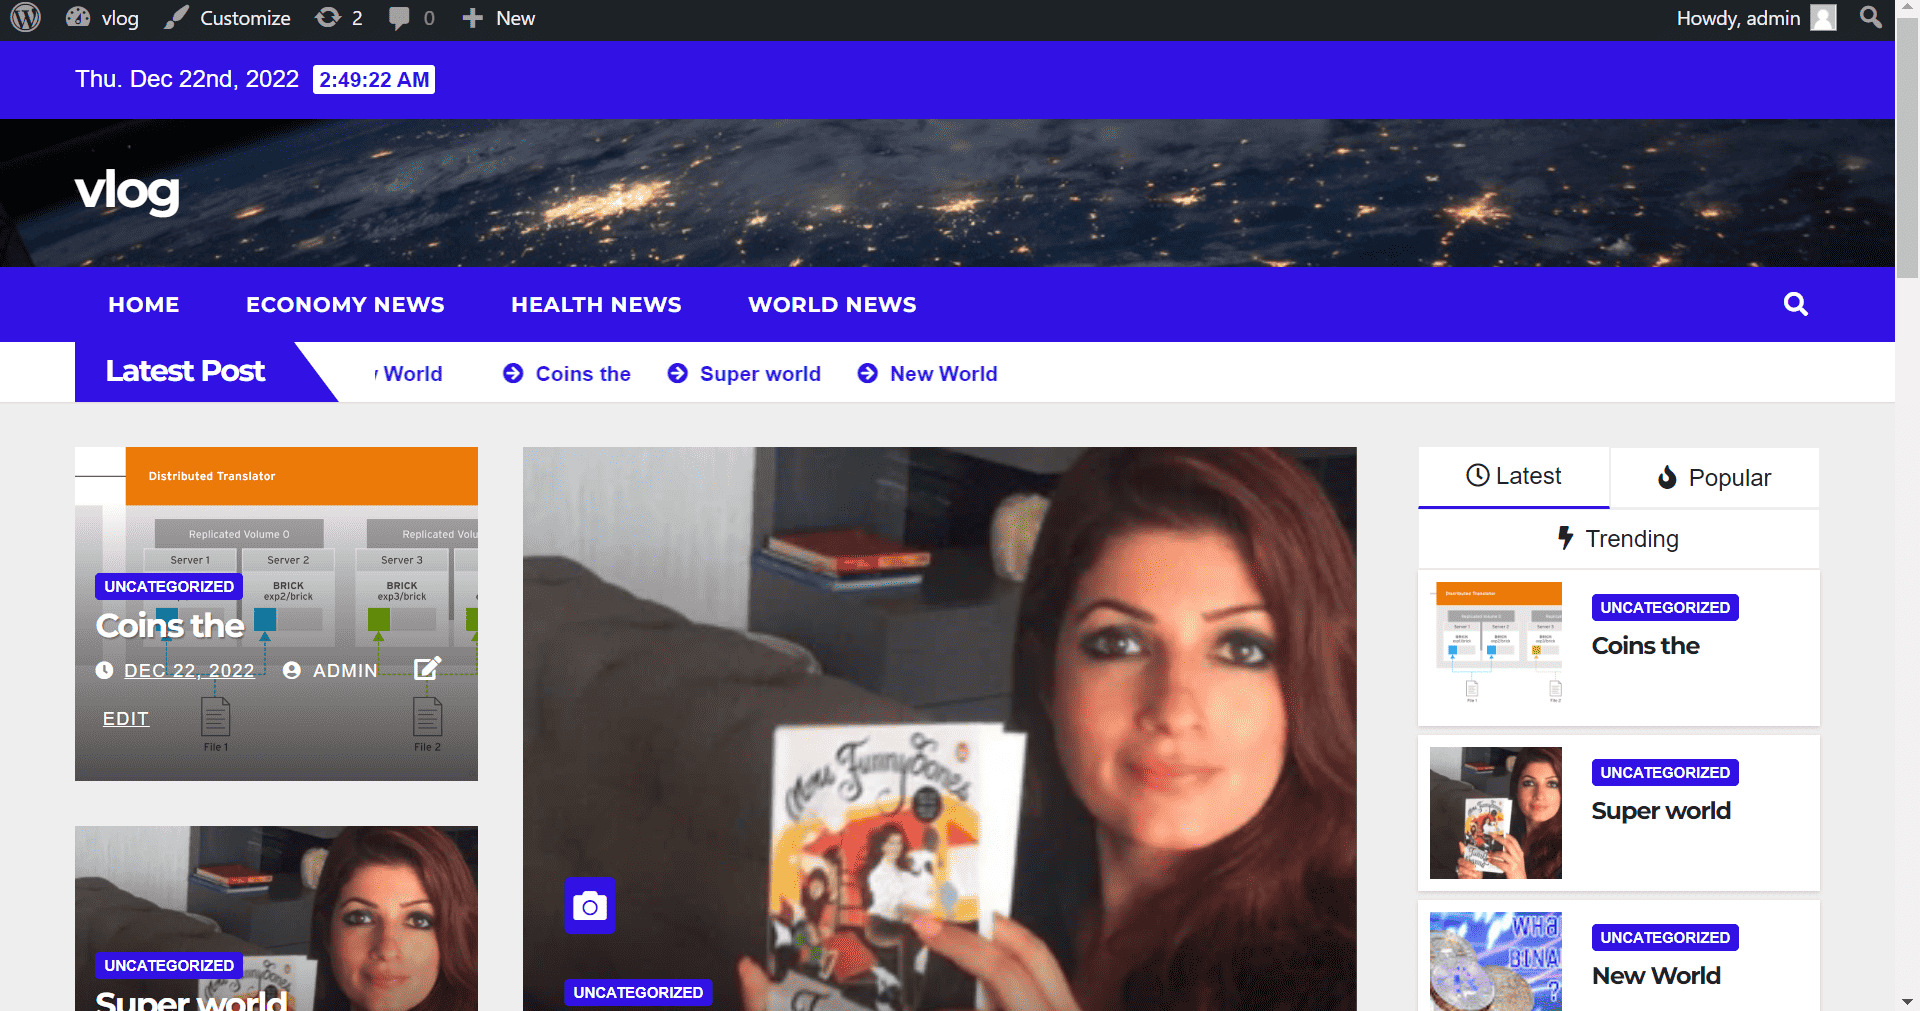 vlog Customize 2 0 New Howdy, admin
Thu. Dec 22nd, 2022 2:49:22 AM
vlog
HOME ECONOMY NEWS HEALTH NEWS WORLD NEWS
Latest Post World Coins the Super world New World
Distributed Translator
Replicated Volume 0 Replicated
Server 1 Server 2 Server 3
BRICK
exp2/brick
BRICK
exp3/brick
UNCATEGORIZED
Coins the
DEC 22, 2022 ADMIN
EDIT
File 1 File 2
UNCATEGORIZED
Super world
Mrs Funnybones
UNCATEGORIZED
Latest Popular
Trending
Distributed Translator
UNCATEGORIZED
Coins the
UNCATEGORIZED
Super world
UNCATEGORIZED
New World